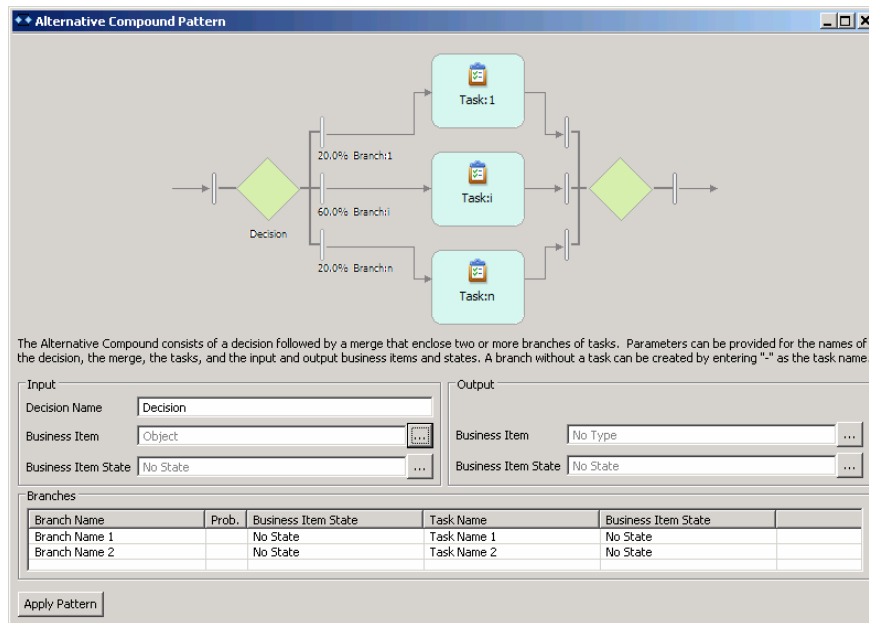 Alternative Compound Pattern
Task:1
20.0% Branch:1
Task:i
60.0% Branch:i
Decision
20.0% Branch:n
Task:n
The Alternative Compound consists of a decision followed by a merge that enclose two or more branches of tasks. Parameters can be provided for the names of
the decision, the merge, the tasks, and the input and output business items and states. A branch without a task can be created by entering "-" as the task name.
Input
Decision Name Decision
Business Item Object ...
Business Item State No State ...
Output
Business Item No Type ...
Business Item State No State ...
Branches
Branch Name Prob. Business Item State Task Name Business Item State
Branch Name 1 No State Task Name 1 No State
Branch Name 2 No State Task Name 2 No State
Apply Pattern